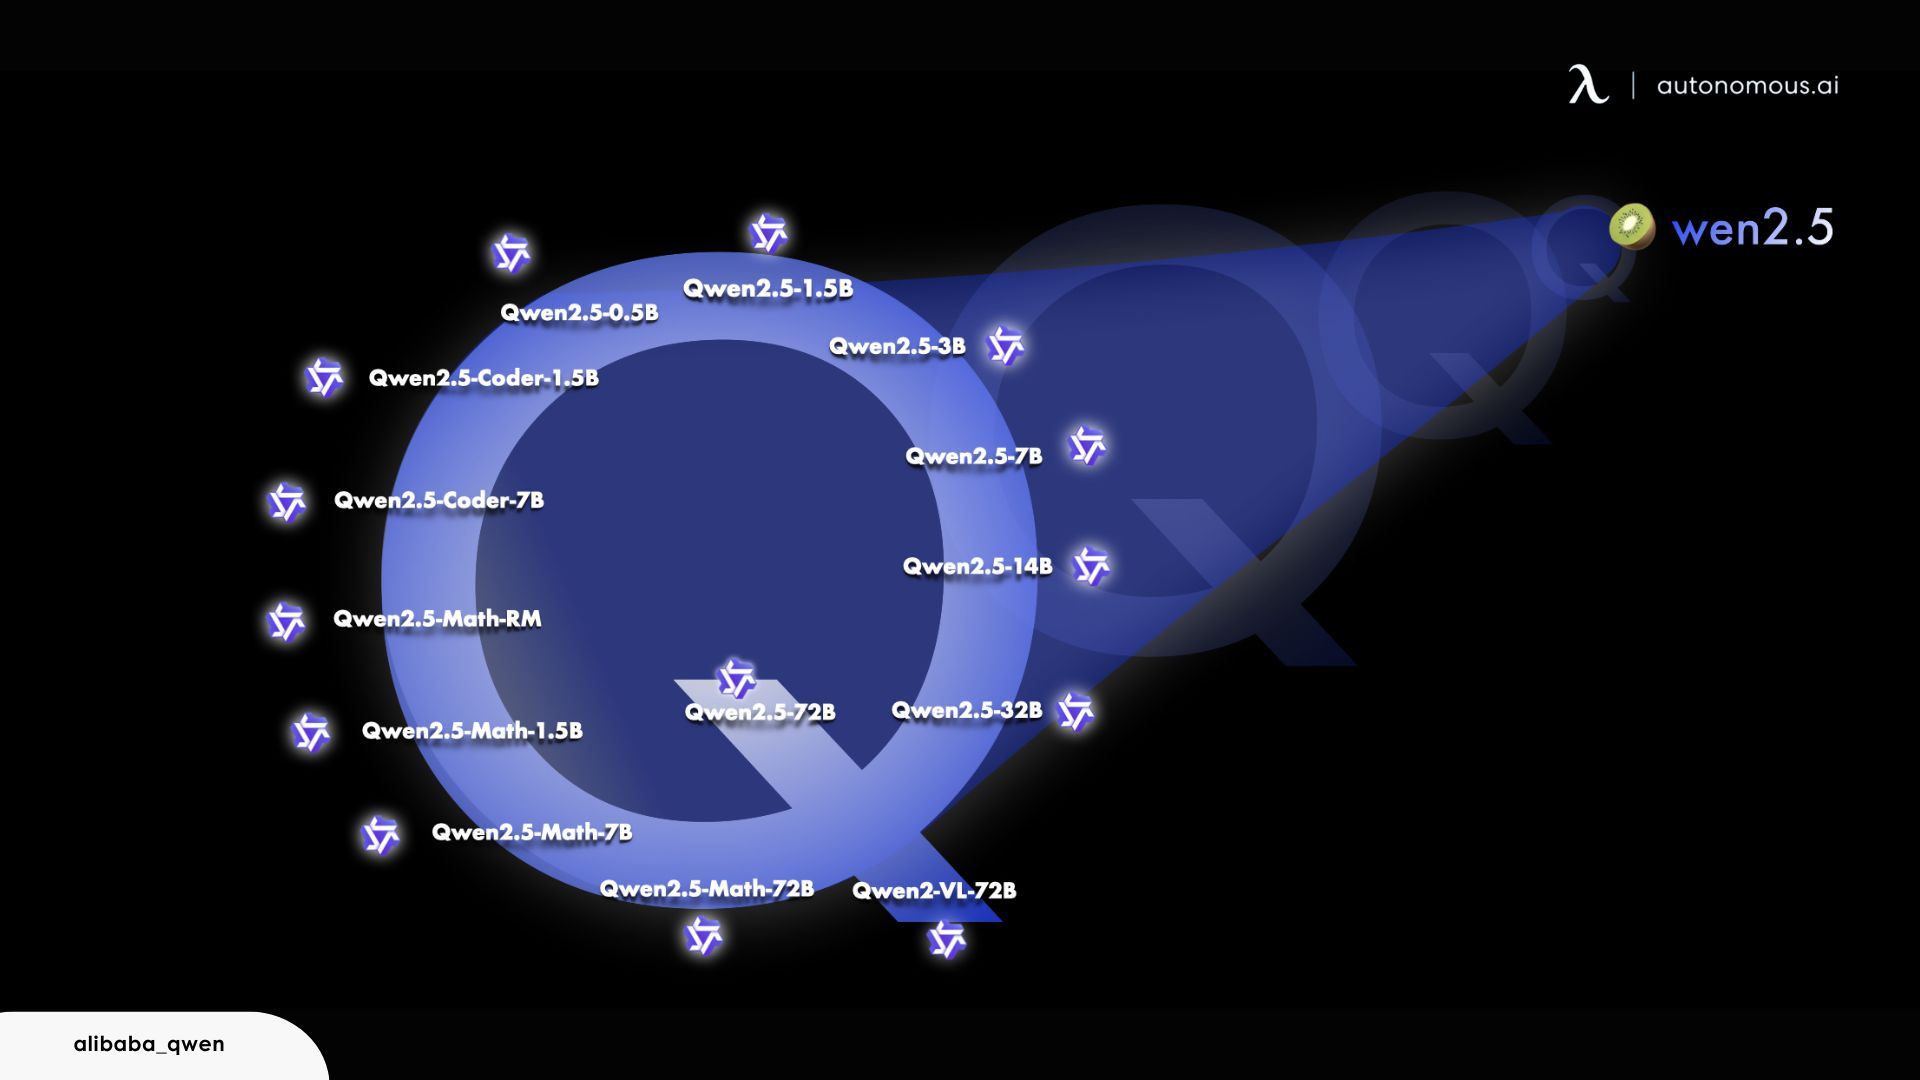 λ | autonomous.ai
wen2.5
Qwen2.5-1.5B
Qwen2.5-0.5B
Qwen2.5-3B
Qwen2.5-Coder-1.5B
Qwen2.5-7B
Qwen2.5-Coder-7B
Qwen2.5-14B
Qwen2.5-Math-RM
Qwen2.5-72B
Qwen2.5-32B
Qwen2.5-Math-1.5B
Qwen2.5-Math-7B
Qwen2.5-Math-72B
Qwen2-VL-72B
alibaba_qwen